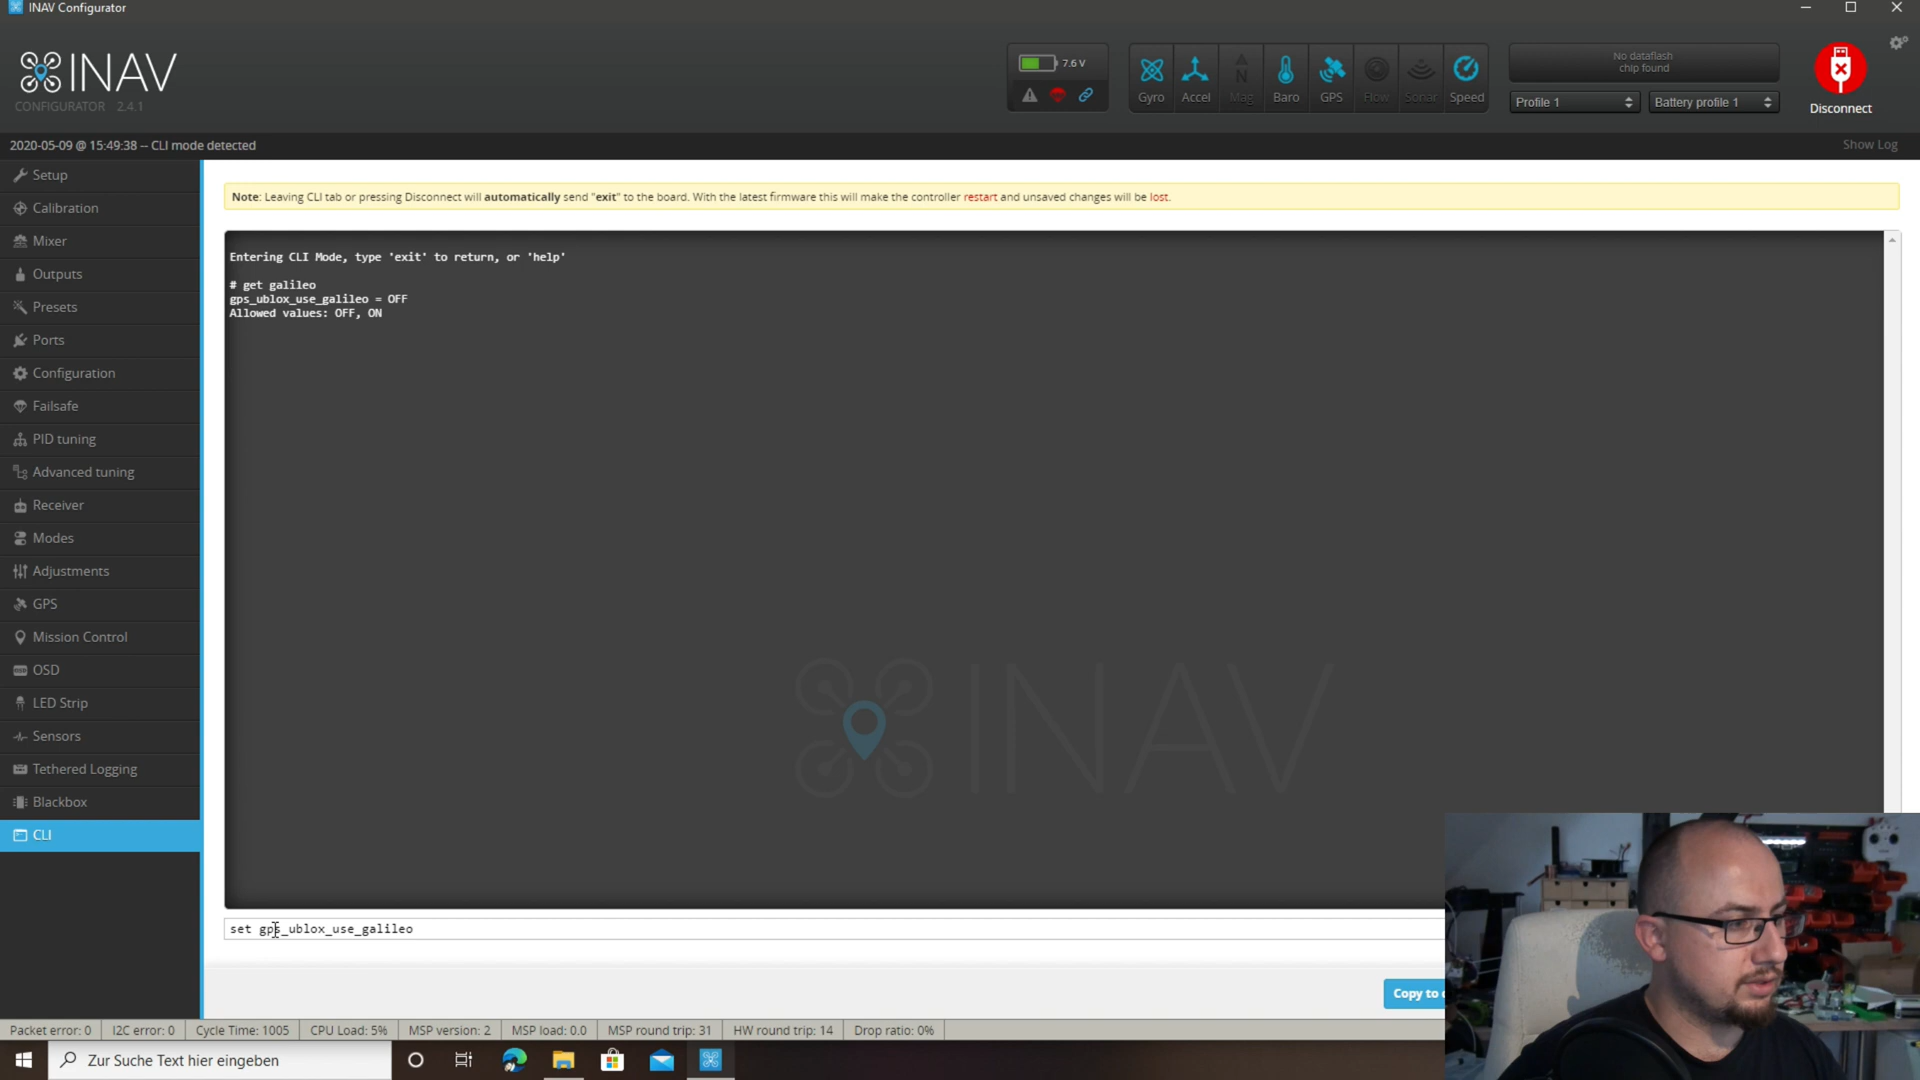 INAV Configurator
INAV
CONFIGURATOR 2.4.1
7.6 V
Gyro
Accel
Mag
Baro
GPS
Flow
Sonar
Speed
No dataflash
chip found
Profile 1
Battery profile 1
Disconnect
2020-05-09 @ 15:49:38 -- CLI mode detected
Show Log
Setup
Calibration
Mixer
Outputs
Presets
Ports
Configuration
Failsafe
PID tuning
Advanced tuning
Receiver
Modes
Adjustments
GPS
Mission Control
OSD
LED Strip
Sensors
Tethered Logging
Blackbox
CLI
Note: Leaving CLI tab or pressing Disconnect will automatically send "exit" to the board. With the latest firmware this will make the controller restart and unsaved changes will be lost.
Entering CLI Mode, type 'exit' to return, or 'help'
# get galileo
gps_ublox_use_galileo = OFF
Allowed values: OFF, ON
INAV
set gps_ublox_use_galileo
Copy to
Packet error: 0
I2C error: 0
Cycle Time: 1005
CPU Load: 5%
MSP version: 2
MSP load: 0.0
MSP round trip: 31
HW round trip: 14
Drop ratio: 0%
Zur Suche Text hier eingeben